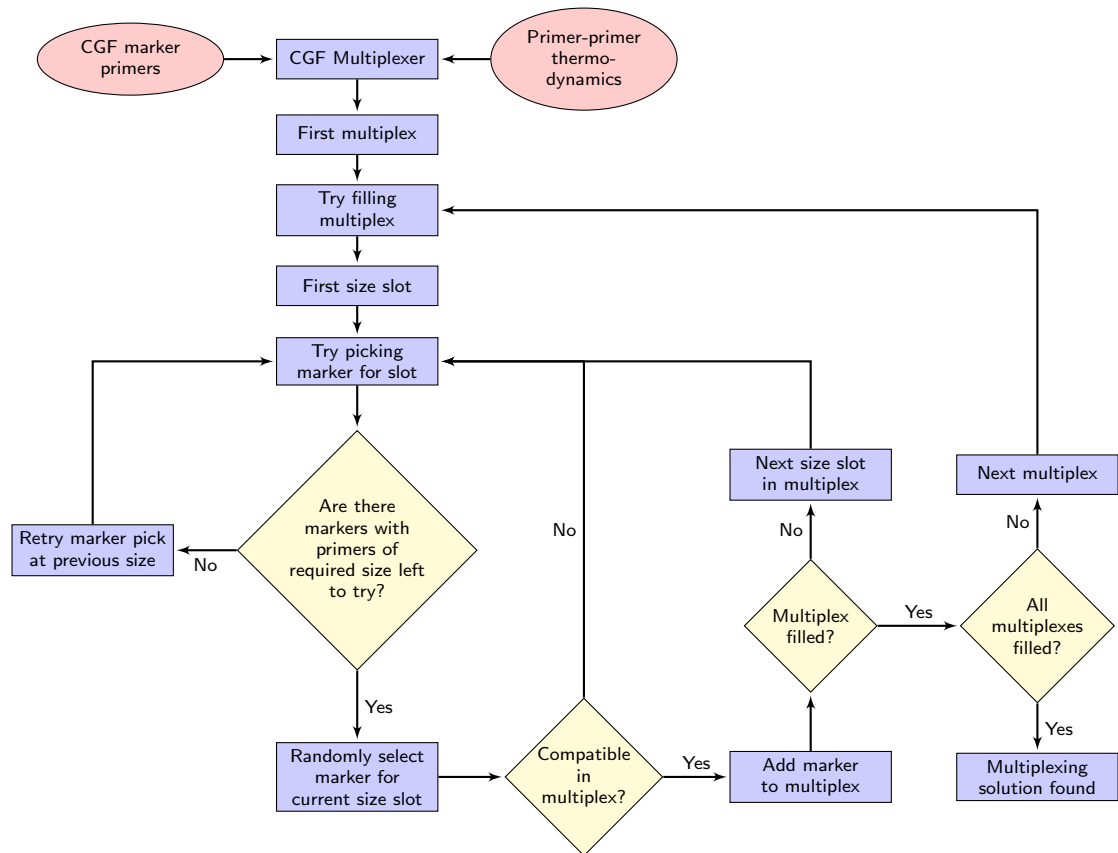 CGF marker
primers
CGF Multiplexer
Primer-primer
thermo-
dynamics
First multiplex
Try filling
multiplex
First size slot
Try picking
marker for slot
Are there
markers with
primers of
required size left
to try?
No
Retry marker pick
at previous size
Yes
Randomly select
marker for
current size slot
Compatible
in
multiplex?
No
Yes
Add marker
to multiplex
Multiplex
filled?
No
Next size slot
in multiplex
Yes
All
multiplexes
filled?
No
Next multiplex
Yes
Multiplexing
solution found